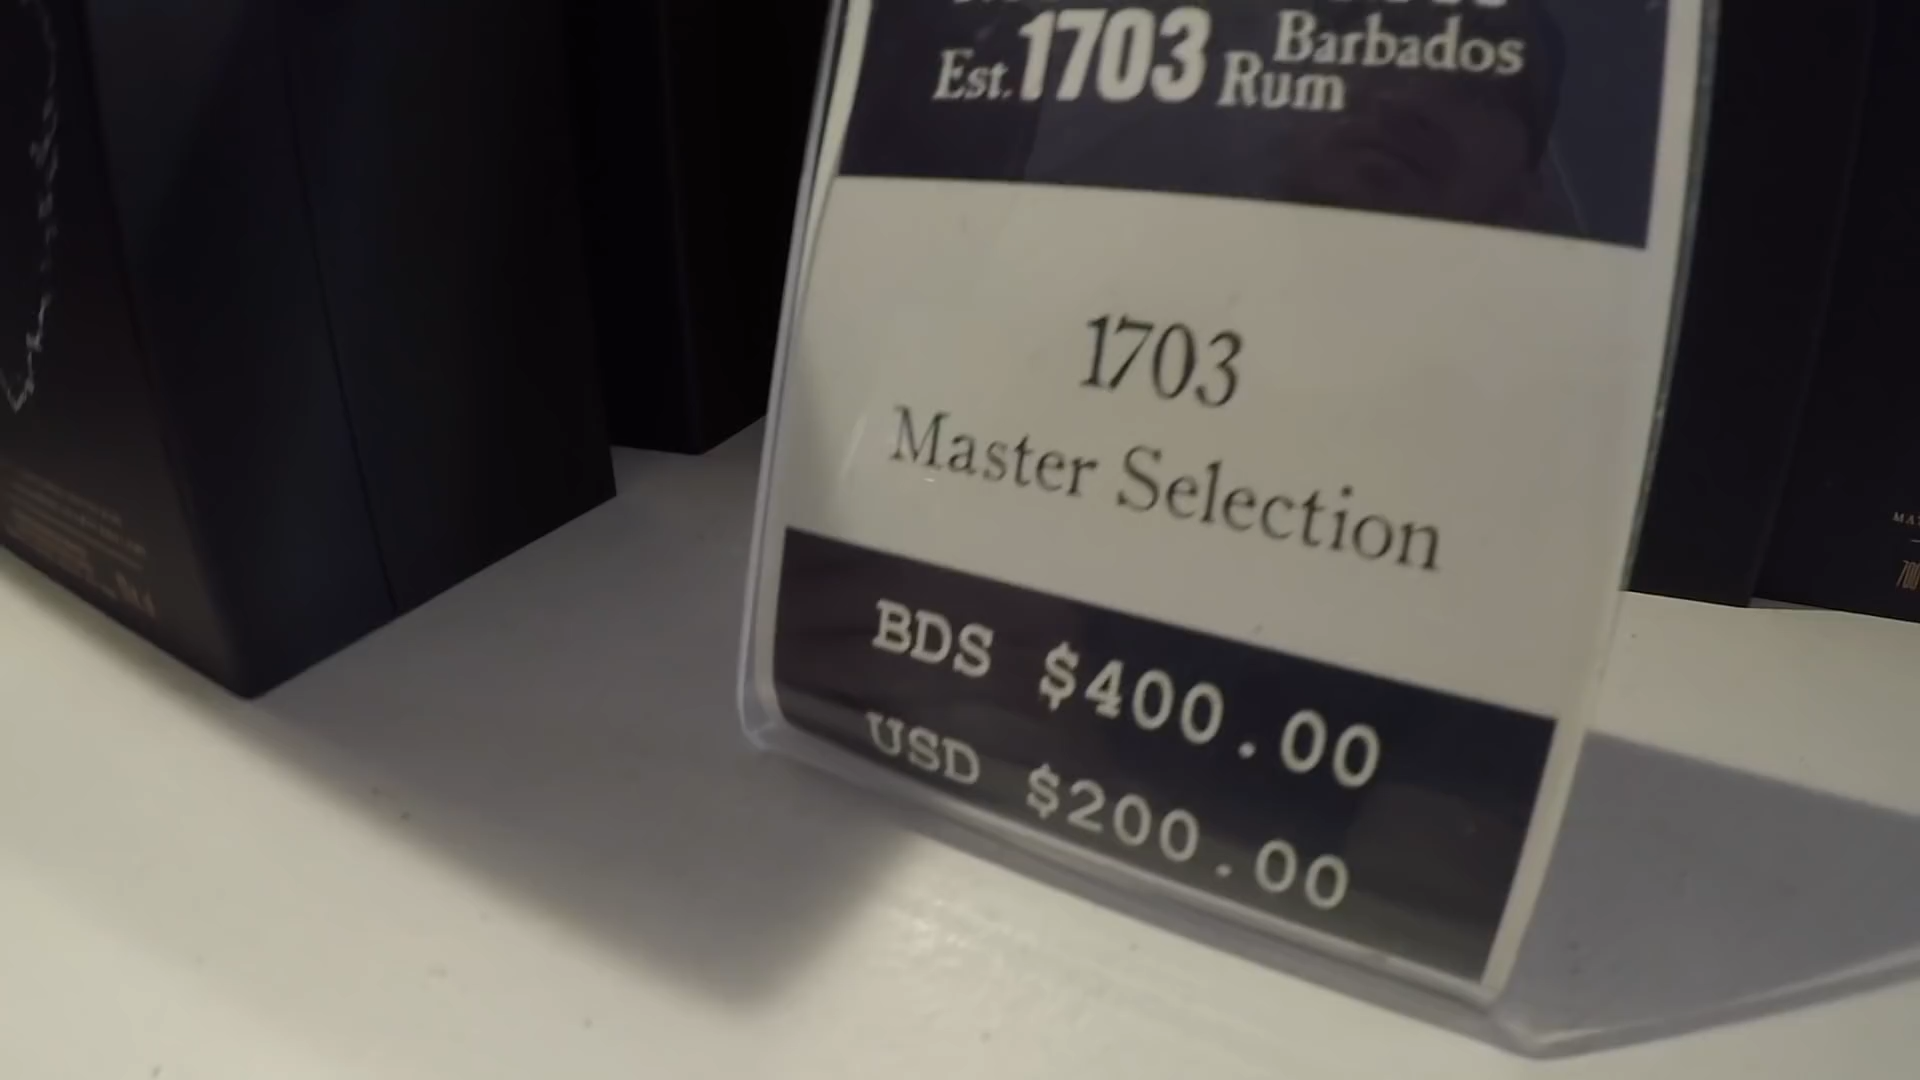 Est. 1703 Barbados Rum
1703
Master Selection
BDS $400.00
USD $200.00